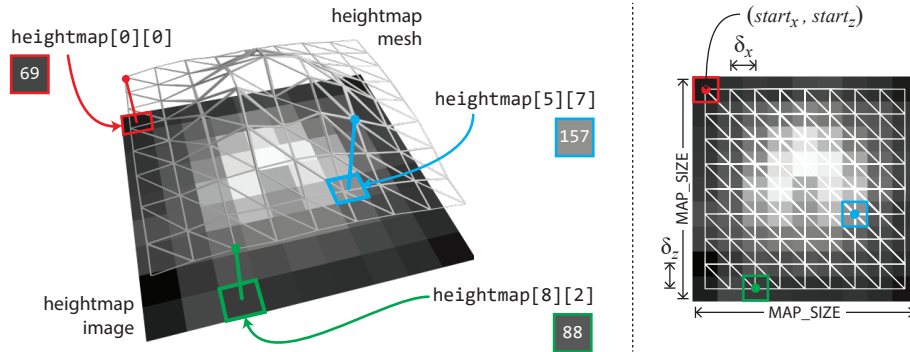 heightmap
mesh
heightmap[0][0]
69
heightmap[5][7]
157
heightmap[8][2]
88
heightmap
image
(start_x , start_z)
δ_x
MAP_SIZE
MAP_SIZE